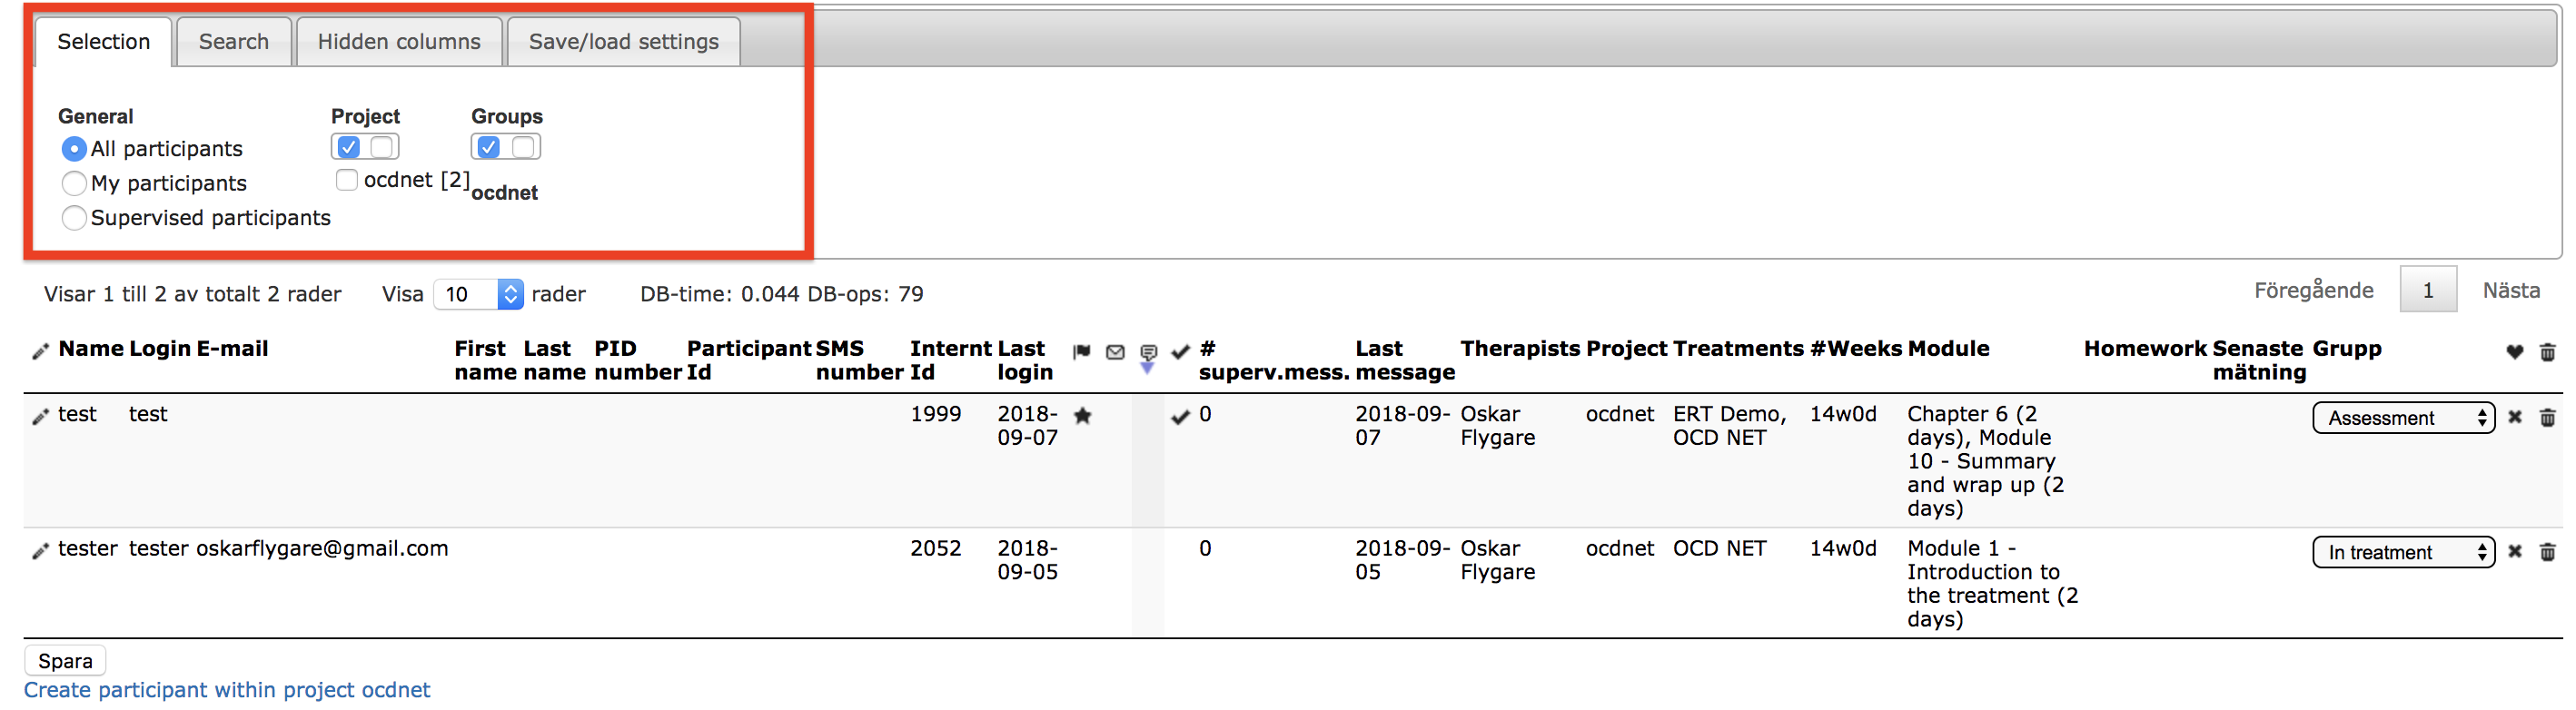 Selection Search Hidden columns Save/load settings
General Project Groups
All participants
My participants ocdnet [2] ocdnet
Supervised participants
Visar 1 till 2 av totalt 2 rader Visa 10 rader DB-time: 0.044 DB-ops: 79 Föregående 1 Nästa
Name Login E-mail First name Last name PID number Participant Id SMS number Internt Id Last login # superv.mess. Last message Therapists Project Treatments #Weeks Module Homework Senaste mätning Grupp
test test 1999 2018-09-07 0 2018-09-07 Oskar Flygare ocdnet ERT Demo, OCD NET 14w0d Chapter 6 (2 days), Module 10 - Summary and wrap up (2 days) Assessment
tester tester oskarflygare@gmail.com 2052 2018-09-05 0 2018-09-05 Oskar Flygare ocdnet OCD NET 14w0d Module 1 - Introduction to the treatment (2 days) In treatment
Spara
Create participant within project ocdnet